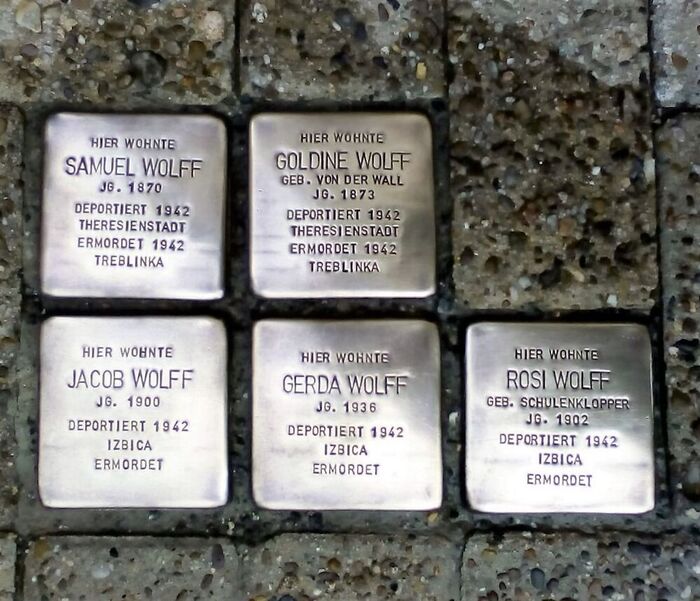 HIER WOHNTE
SAMUEL WOLFF
JG. 1870
DEPORTIERT 1942
THERESIENSTADT
ERMORDET 1942
TREBLINKA
HIER WOHNTE
GOLDINE WOLFF
GEB. VON DER WALL
JG. 1873
DEPORTIERT 1942
THERESIENSTADT
ERMORDET 1942
TREBLINKA
HIER WOHNTE
JACOB WOLFF
JG. 1900
DEPORTIERT 1942
IZBICA
ERMORDET
HIER WOHNTE
GERDA WOLFF
JG. 1936
DEPORTIERT 1942
IZBICA
ERMORDET
HIER WOHNTE
ROSI WOLFF
GEB. SCHULENKLOPPER
JG. 1902
DEPORTIERT 1942
IZBICA
ERMORDET